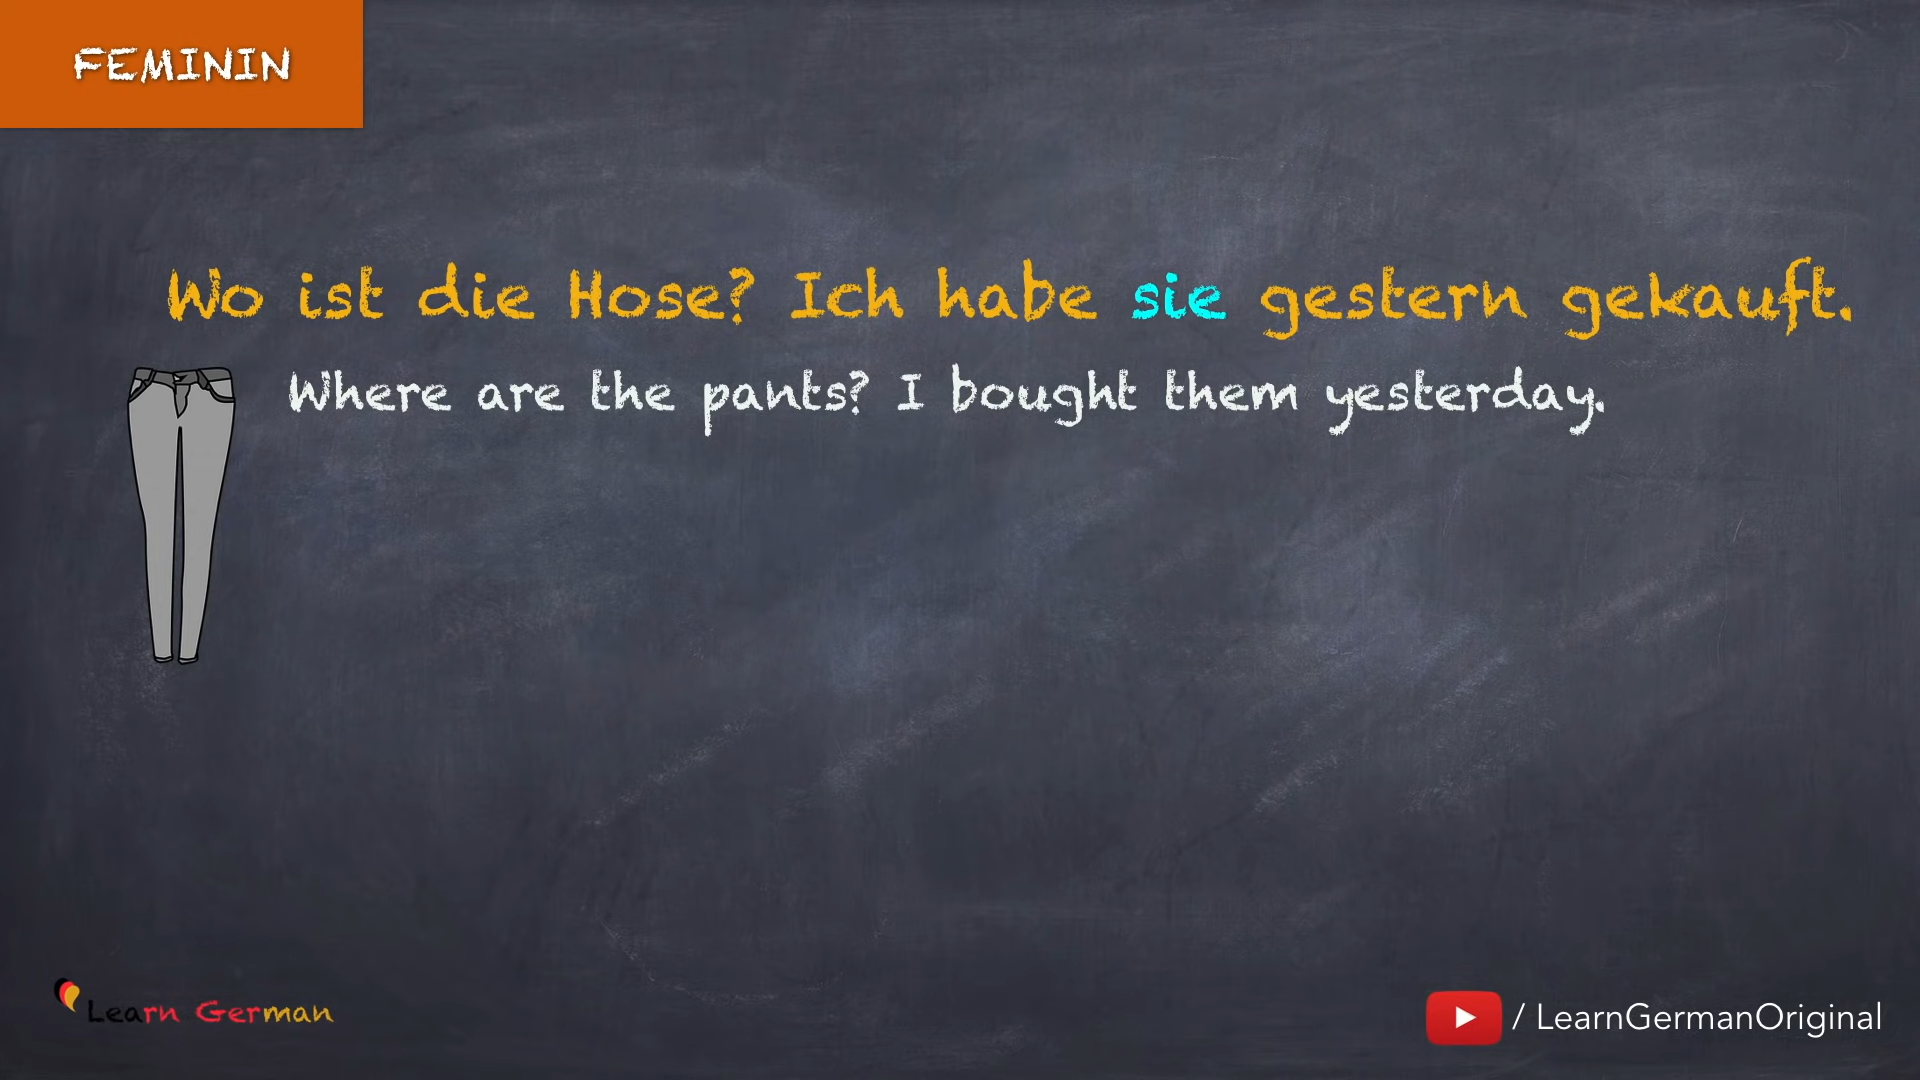 FEMININ
Wo ist die Hose? Ich habe sie gestern gekauft.
Where are the pants? I bought them yesterday.
Learn German
/ LearnGermanOriginal